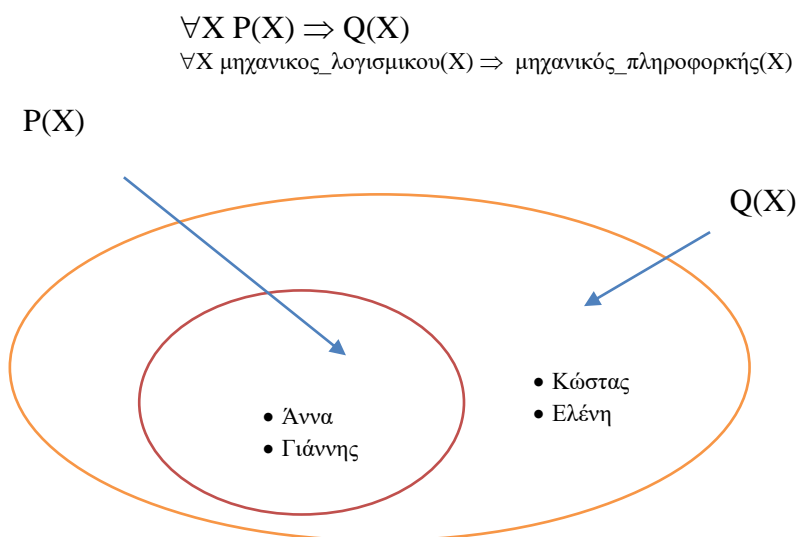 ∀X P(X) ⇒ Q(X)
∀X μηχανικος_λογισμικου(X) ⇒ μηχανικός_πληροφορκής(X)
P(X)
Q(X)
• Κώστας
• Ελένη
• Άννα
• Γιάννης